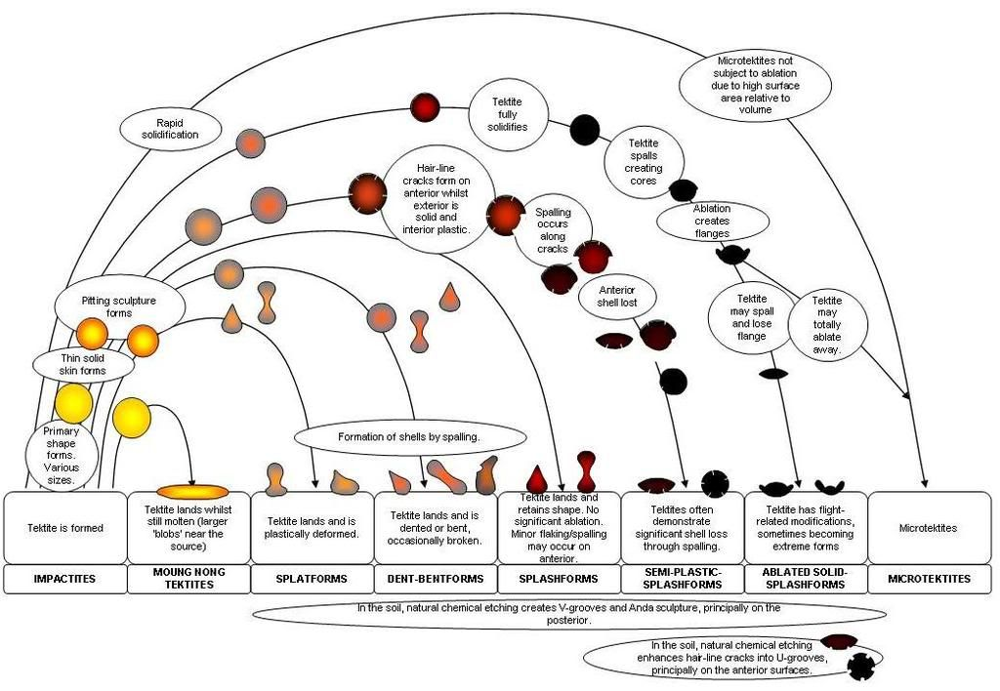 Microtektites not
subject to ablation
due to high surface
area relative to
volume
Rapid
solidification
Tektite
fully
solidifies
Tektite
spalls
creating
cores
Hair-line
cracks form on
anterior whilst
exterior is
solid and
interior plastic.
Ablation
creates
flanges
Spalling
occurs
along
cracks
Pitting sculpture
forms
Anterior
shell lost
Tektite
may spall
and lose
flange
Tektite
may
totally
ablate
away.
Thin solid
skin forms
Primary
shape
forms.
Various
sizes.
Formation of shells by spalling.
Tektite is formed
Tektite lands whilst
still molten (larger
'blobs' near the
source)
Tektite lands and is
plastically deformed.
Tektite lands and is
dented or bent,
occasionally broken.
Tektite lands and
retains shape. No
significant ablation.
Minor flaking/spalling
may occur on
anterior.
Tektites often
demonstrate
significant shell loss
through spalling.
Tektite has flight-
related modifications,
sometimes becoming
extreme forms
Microtektites
IMPACTITES
MOUNG NONG
TEKTITES
SPLATFORMS
DENT-BENTFORMS
SPLASHFORMS
SEMI-PLASTIC-
SPLASHFORMS
ABLATED SOLID-
SPLASHFORMS
MICROTEKTITES
In the soil, natural chemical etching creates V-grooves and Anda sculpture, principally on the
posterior.
In the soil, natural chemical etching
enhances hair-line cracks into U-grooves,
principally on the anterior surfaces.